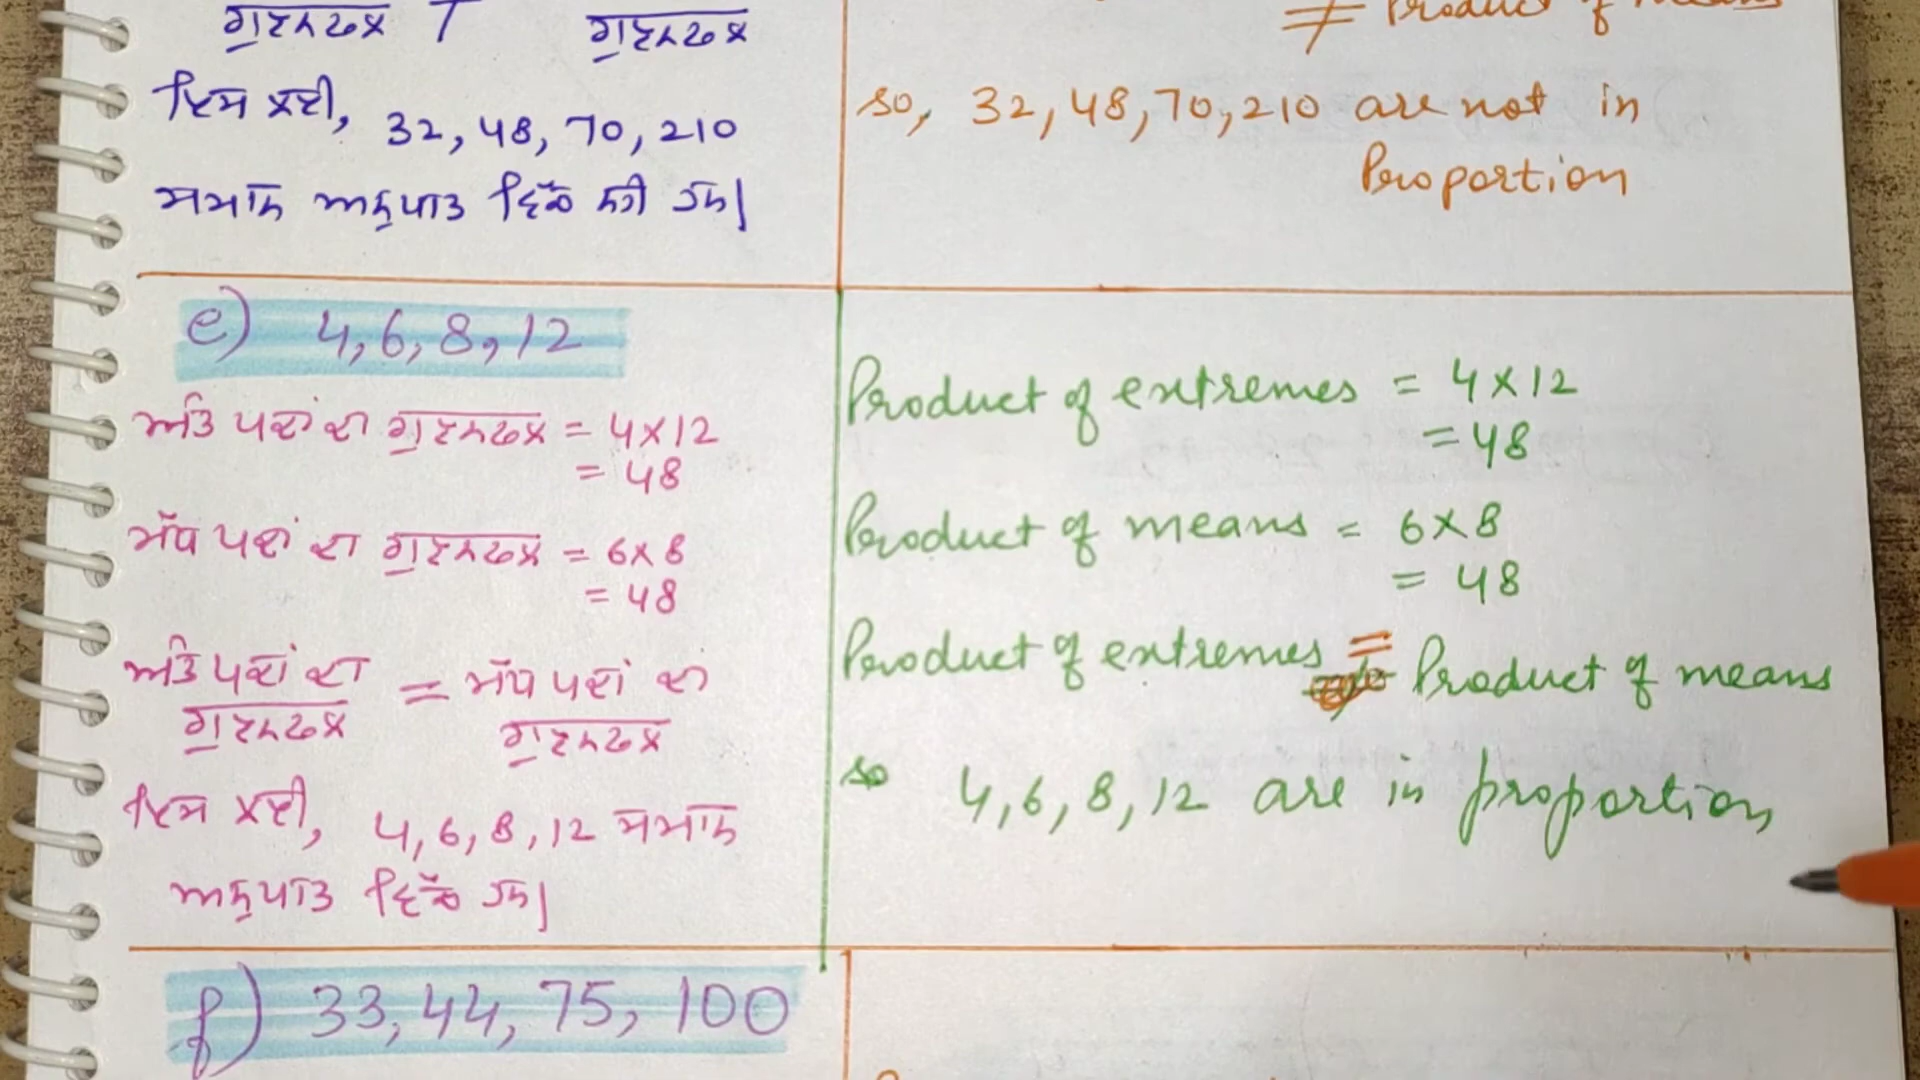 ਗੁਣਨਫਲ ਗੁਣਨਫਲ
ਇਸ ਲਈ, 32, 48, 70, 210
ਸਮਾਨ ਅਨੁਪਾਤ ਵਿੱਚ ਨਹੀਂ ਹਨ।
≠ Product of means
so, 32, 48, 70, 210 are not in
Proportion
e) 4, 6, 8, 12
ਅੰਤ ਪਦਾਂ ਦਾ ਗੁਣਨਫਲ = 4×12
= 48
ਮੱਧ ਪਦਾਂ ਦਾ ਗੁਣਨਫਲ = 6×8
= 48
ਅੰਤ ਪਦਾਂ ਦਾ = ਮੱਧ ਪਦਾਂ ਦਾ
ਗੁਣਨਫਲ ਗੁਣਨਫਲ
ਇਸ ਲਈ, 4, 6, 8, 12 ਸਮਾਨ
ਅਨੁਪਾਤ ਵਿੱਚ ਹਨ।
Product of extremes = 4×12
= 48
Product of means = 6×8
= 48
Product of extremes = Product of means
so 4, 6, 8, 12 are in proportion
f) 33, 44, 75, 100